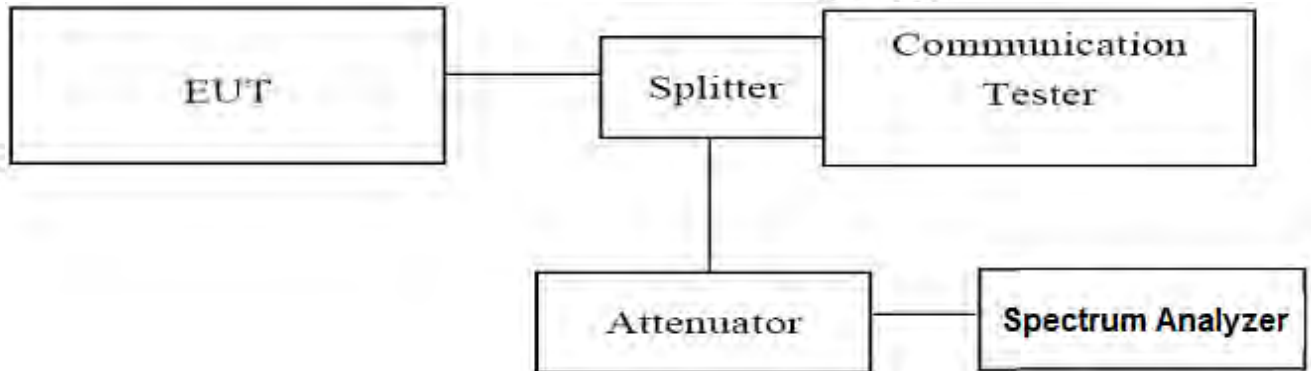 EUT
Splitter
Communication
Tester
Attenuator
Spectrum Analyzer